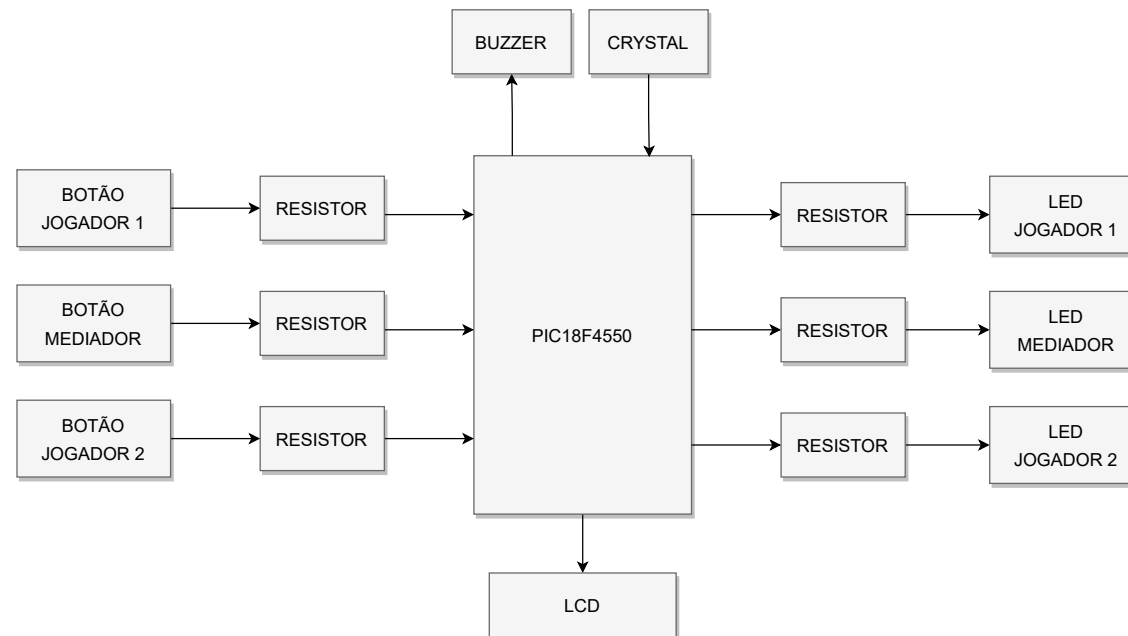 BUZZER
CRYSTAL
BOTÃO
JOGADOR 1
RESISTOR
RESISTOR
LED
JOGADOR 1
BOTÃO
MEDIADOR
RESISTOR
PIC18F4550
RESISTOR
LED
MEDIADOR
BOTÃO
JOGADOR 2
RESISTOR
RESISTOR
LED
JOGADOR 2
LCD